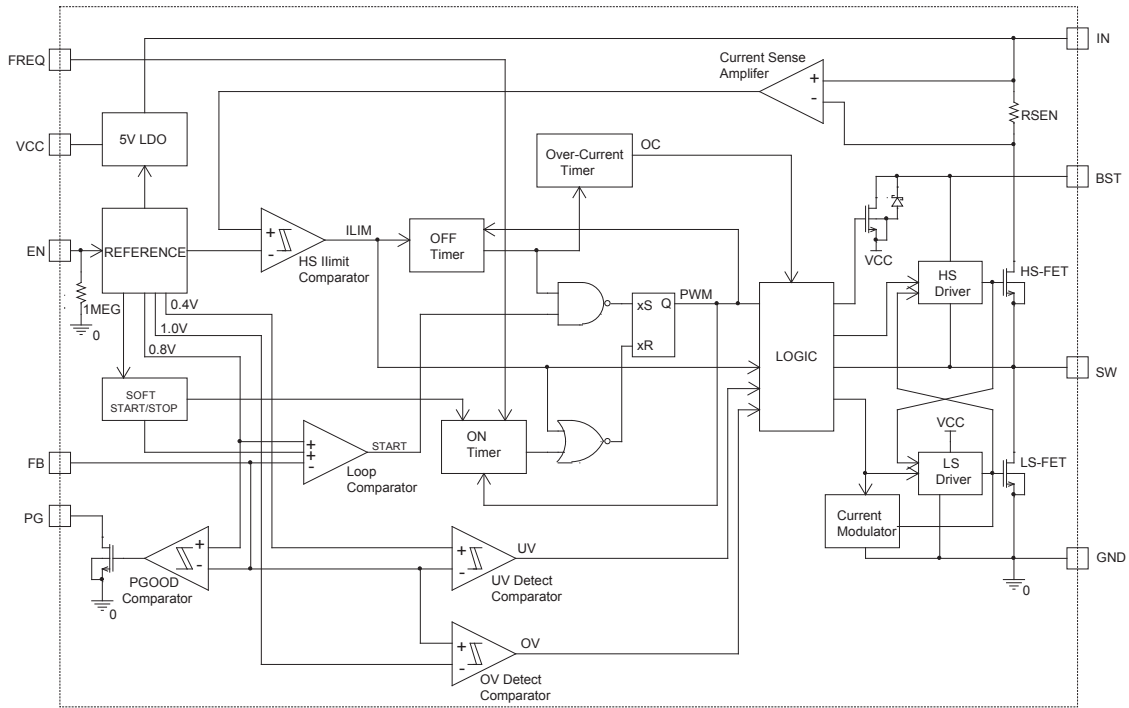 IN
FREQ
Current Sense
Amplifer
+
-
RSEN
5V LDO
VCC
Over-Current
Timer
OC
BST
EN
REFERENCE
+
-
ILIM
HS Ilimit
Comparator
OFF
Timer
VCC
HS
Driver
HS-FET
1MEG
0
0.4V
1.0V
0.8V
xS
Q
xR
PWM
LOGIC
SW
SOFT
START/STOP
+
+
-
START
Loop
Comparator
ON
Timer
VCC
LS
Driver
LS-FET
FB
PG
Current
Modulator
+
-
PGOOD
Comparator
0
+
-
UV
UV Detect
Comparator
GND
0
+
-
OV
OV Detect
Comparator